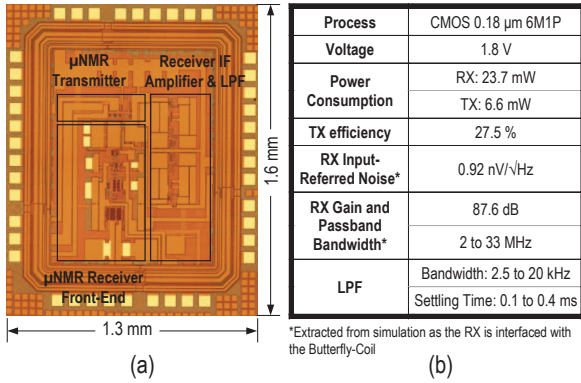 µNMR
Transmitter
Receiver IF
Amplifier & LPF
µNMR Receiver
Front-End
1.6 mm
1.3 mm
(a)
Process CMOS 0.18 µm 6M1P
Voltage 1.8 V
Power
Consumption
RX: 23.7 mW
TX: 6.6 mW
TX efficiency 27.5 %
RX Input-
Referred Noise*
0.92 nV/√Hz
RX Gain and
Passband
Bandwidth*
87.6 dB
2 to 33 MHz
LPF
Bandwidth: 2.5 to 20 kHz
Settling Time: 0.1 to 0.4 ms
*Extracted from simulation as the RX is interfaced with
the Butterfly-Coil
(b)